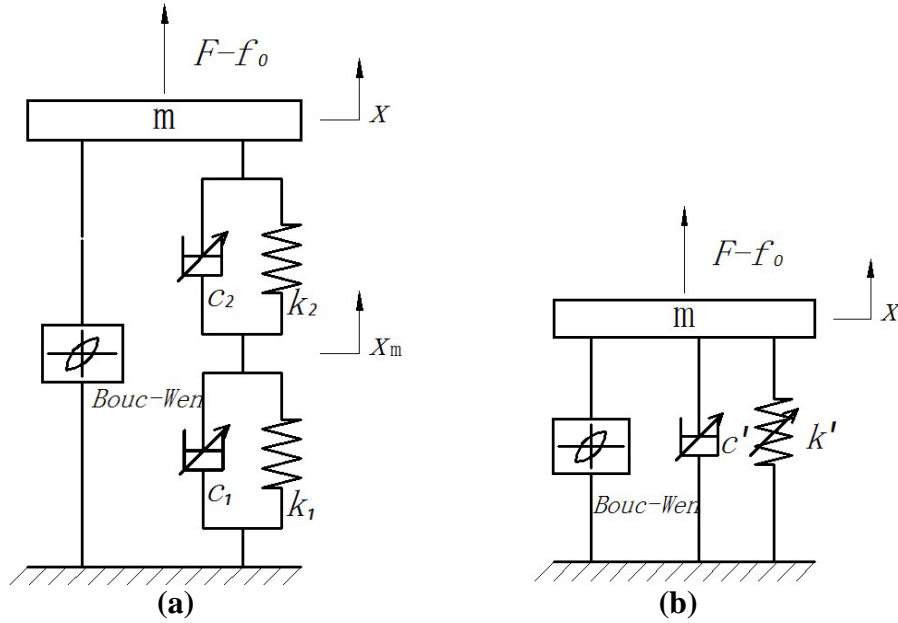 F-f₀
m
x
c₂
k₂
xₘ
Bouc-Wen
c₁
k₁
(a)
F-f₀
m
x
c'
k'
Bouc-Wen
(b)